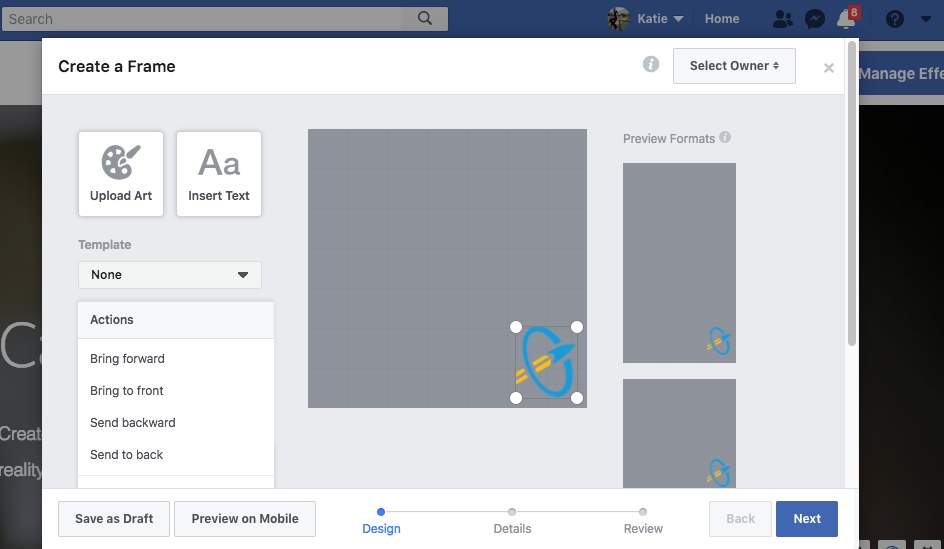 Search
Katie
Home
8
Create a Frame
Select Owner
Manage Effe
Upload Art
Aa
Insert Text
Preview Formats
Template
None
Actions
Bring forward
Bring to front
Send backward
Send to back
Ca
Creat
reality
Save as Draft
Preview on Mobile
Design
Details
Review
Back
Next